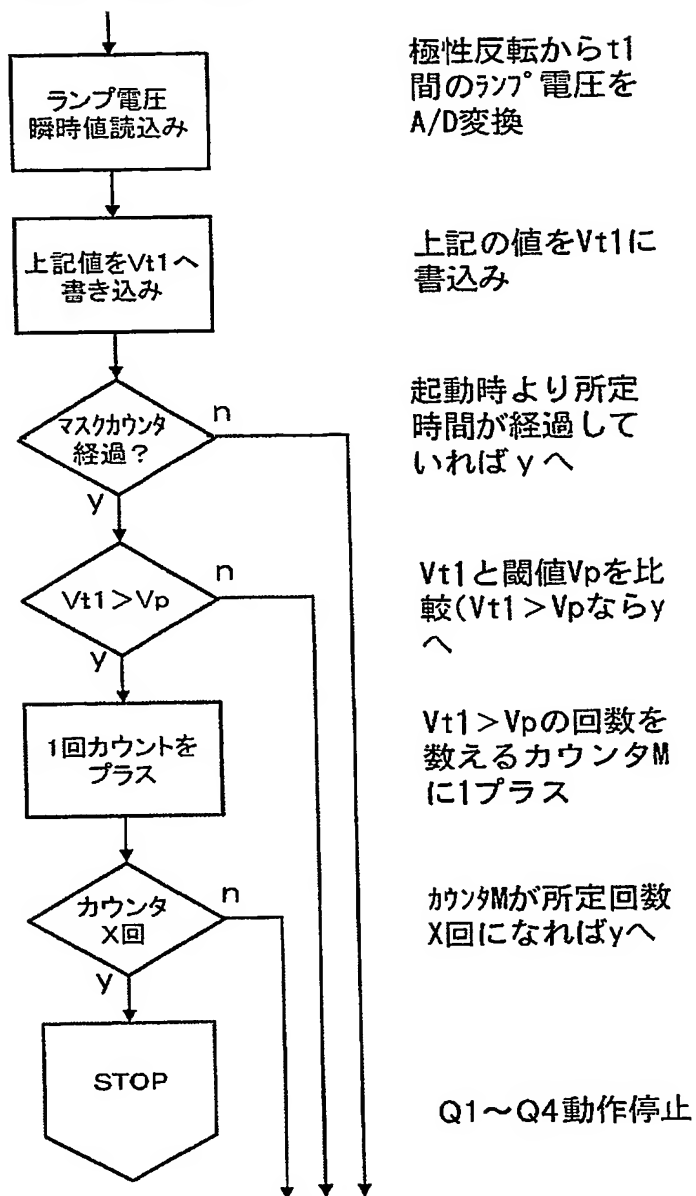 ランプ電圧
瞬時値読込み
極性反転からt1
間のﾗﾝﾌﾟ電圧を
A/D変換
上記値をVt1へ
書き込み
上記の値をVt1に
書込み
マスクカウンタ
経過?
n
y
起動時より所定
時間が経過して
いればyへ
Vt1>Vp
n
y
Vt1と閾値Vpを比
較(Vt1>Vpならy
へ
1回カウントを
プラス
Vt1>Vpの回数を
数えるカウンタM
に1プラス
カウンタ
X回
n
y
ｶｳﾝﾀMが所定回数
X回になればyへ
STOP
Q1~Q4動作停止